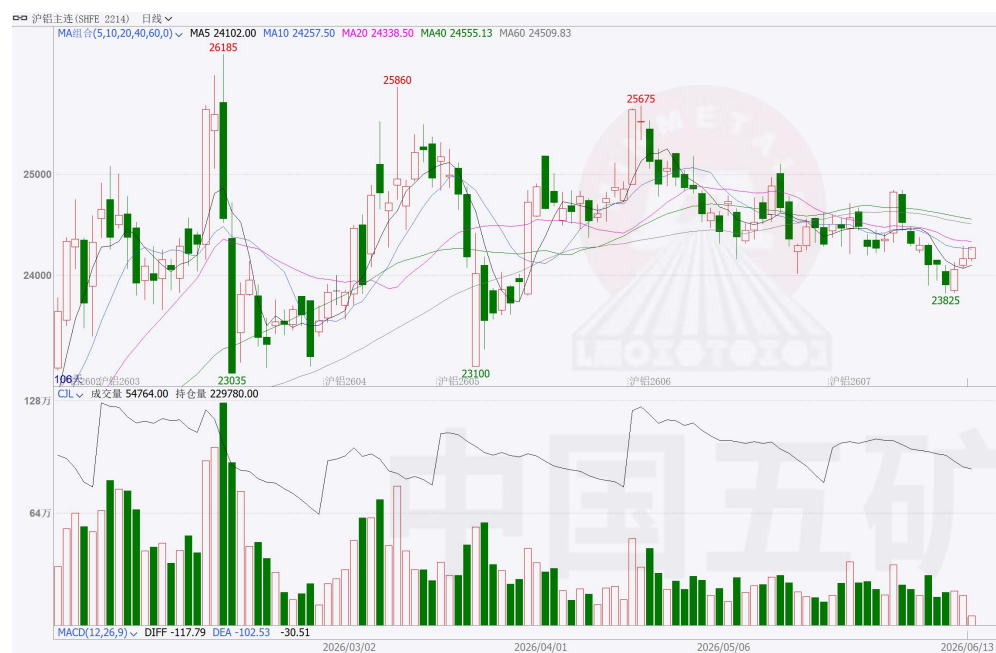 沪铝主连(SHFE 2214) 日线
MA组合(5,10,20,40,60,0) MA5 24102.00 MA10 24257.50 MA20 24338.50 MA40 24555.13 MA60 24509.83
26185
25860
25675
25000
24000
23825
23100
23035
106天
沪铝2603 沪铝2604 沪铝2605 沪铝2606 沪铝2607
CJL 成交量 54764.00 持仓量 229780.00
128万
64万
中国五矿
MACD(12,26,9) DIFF -117.79 DEA -102.53 -30.51
2026/03/02 2026/04/01 2026/05/06 2026/06/13